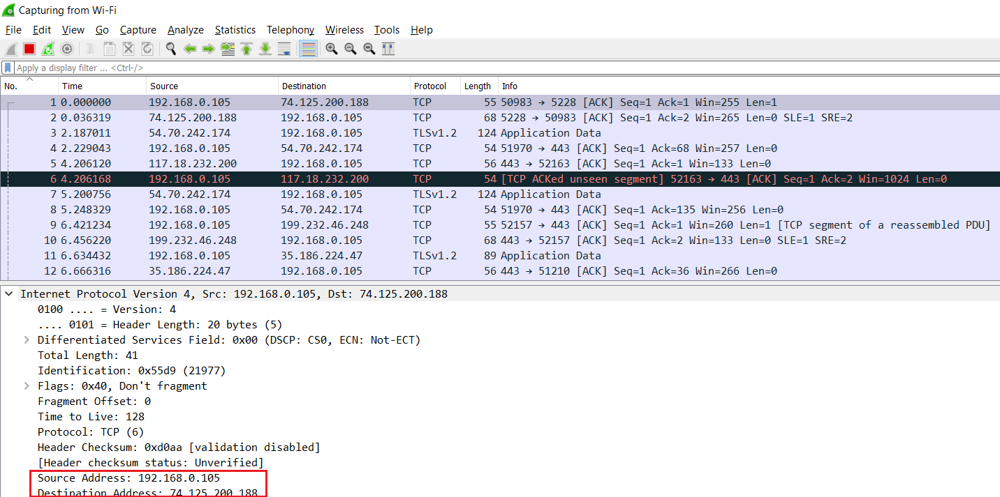 Capturing from Wi-Fi
File Edit View Go Capture Analyze Statistics Telephony Wireless Tools Help
Apply a display filter ... <Ctrl-/>
No. Time Source Destination Protocol Length Info
1 0.000000 192.168.0.105 74.125.200.188 TCP 55 50983 → 5228 [ACK] Seq=1 Ack=1 Win=255 Len=1
2 0.036319 74.125.200.188 192.168.0.105 TCP 68 5228 → 50983 [ACK] Seq=1 Ack=2 Win=265 Len=0 SLE=1 SRE=2
3 2.187011 54.70.242.174 192.168.0.105 TLSv1.2 124 Application Data
4 2.229043 192.168.0.105 54.70.242.174 TCP 54 51970 → 443 [ACK] Seq=1 Ack=68 Win=257 Len=0
5 4.206120 117.18.232.200 192.168.0.105 TCP 56 443 → 52163 [ACK] Seq=1 Ack=1 Win=133 Len=0
6 4.206168 192.168.0.105 117.18.232.200 TCP 54 [TCP ACKed unseen segment] 52163 → 443 [ACK] Seq=1 Ack=2 Win=1024 Len=0
7 5.200756 54.70.242.174 192.168.0.105 TLSv1.2 124 Application Data
8 5.248329 192.168.0.105 54.70.242.174 TCP 54 51970 → 443 [ACK] Seq=1 Ack=135 Win=256 Len=0
9 6.421234 192.168.0.105 199.232.46.248 TCP 55 52157 → 443 [ACK] Seq=1 Ack=1 Win=260 Len=1 [TCP segment of a reassembled PDU]
10 6.456220 199.232.46.248 192.168.0.105 TCP 68 443 → 52157 [ACK] Seq=1 Ack=2 Win=133 Len=0 SLE=1 SRE=2
11 6.634432 192.168.0.105 35.186.224.47 TLSv1.2 89 Application Data
12 6.666316 35.186.224.47 192.168.0.105 TCP 56 443 → 51210 [ACK] Seq=1 Ack=36 Win=266 Len=0
Internet Protocol Version 4, Src: 192.168.0.105, Dst: 74.125.200.188
0100 .... = Version: 4
.... 0101 = Header Length: 20 bytes (5)
Differentiated Services Field: 0x00 (DSCP: CS0, ECN: Not-ECT)
Total Length: 41
Identification: 0x55d9 (21977)
Flags: 0x40, Don't fragment
Fragment Offset: 0
Time to Live: 128
Protocol: TCP (6)
Header Checksum: 0xd0aa [validation disabled]
[Header checksum status: Unverified]
Source Address: 192.168.0.105
Destination Address: 74.125.200.188